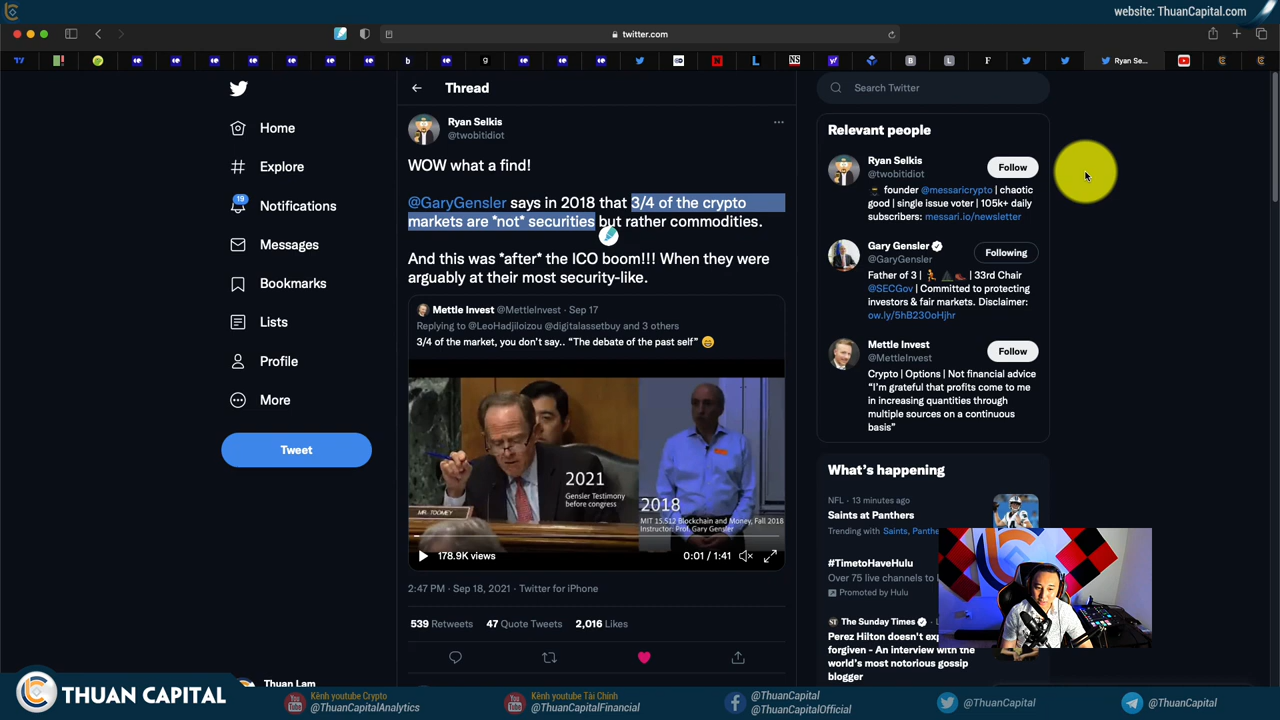 website: ThuanCapital.com
twitter.com
Ryan Se...
Thread
Search Twitter
Home
Explore
19
Notifications
Messages
Bookmarks
Lists
Profile
More
Tweet
Thuan Lam
Ryan Selkis
@twobitidiot
WOW what a find!
@GaryGensler says in 2018 that 3/4 of the crypto
markets are *not* securities but rather commodities.
And this was *after* the ICO boom!!! When they were
arguably at their most security-like.
Mettle Invest @MettleInvest · Sep 17
Replying to @LeoHadjiloizou @digitalassetbuy and 3 others
3/4 of the market, you don't say.. “The debate of the past self”
2021
Gensler Testimony
before congress
MR. TOOMEY
2018
MIT 15.S12 Blockchain and Money, Fall 2018
Instructor: Prof. Gary Gensler
178.9K views
0:01 / 1:41
2:47 PM · Sep 18, 2021 · Twitter for iPhone
539 Retweets 47 Quote Tweets 2,016 Likes
Relevant people
Ryan Selkis
@twobitidiot
Follow
founder @messaricrypto | chaotic
good | single issue voter | 105k+ daily
subscribers: messari.io/newsletter
Gary Gensler
@GaryGensler
Following
Father of 3 | | 33rd Chair
@SECGov | Committed to protecting
investors & fair markets. Disclaimer:
ow.ly/5hB230oHjhr
Mettle Invest
@MettleInvest
Follow
Crypto | Options | Not financial advice
“I'm grateful that profits come to me
in increasing quantities through
multiple sources on a continuous
basis”
What's happening
NFL · 13 minutes ago
Saints at Panthers
Trending with Saints, Panthe
#TimetoHaveHulu
Over 75 live channels to
Promoted by Hulu
The Sunday Times
Perez Hilton doesn't exp
forgiven - An interview with the
world's most notorious gossip
blogger
THUAN CAPITAL
Kênh youtube Crypto
@ThuanCapitalAnalytics
Kênh youtube Tài Chính
@ThuanCapitalFinancial
@ThuanCapital
@ThuanCapitalOfficial
@ThuanCapital
@ThuanCapital